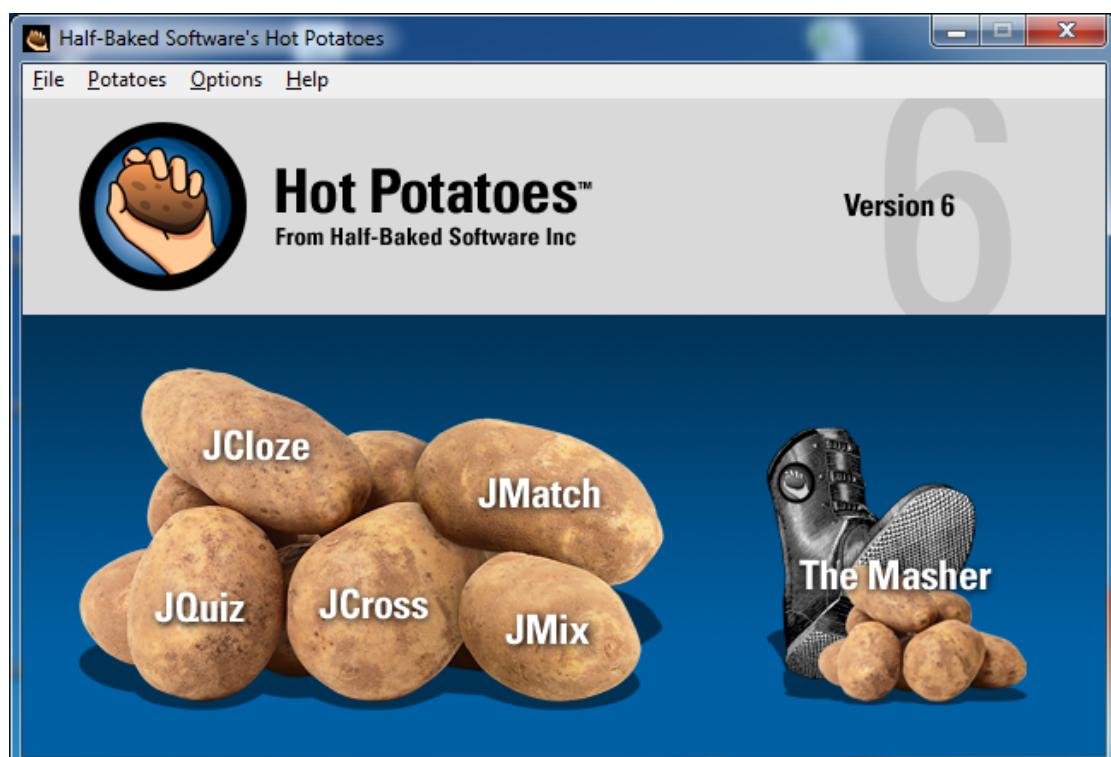 Half-Baked Software's Hot Potatoes
File Potatoes Options Help
Hot Potatoes™
From Half-Baked Software Inc
6
Version 6
JCloze
JMatch
JQuiz
JCross
JMix
The Masher